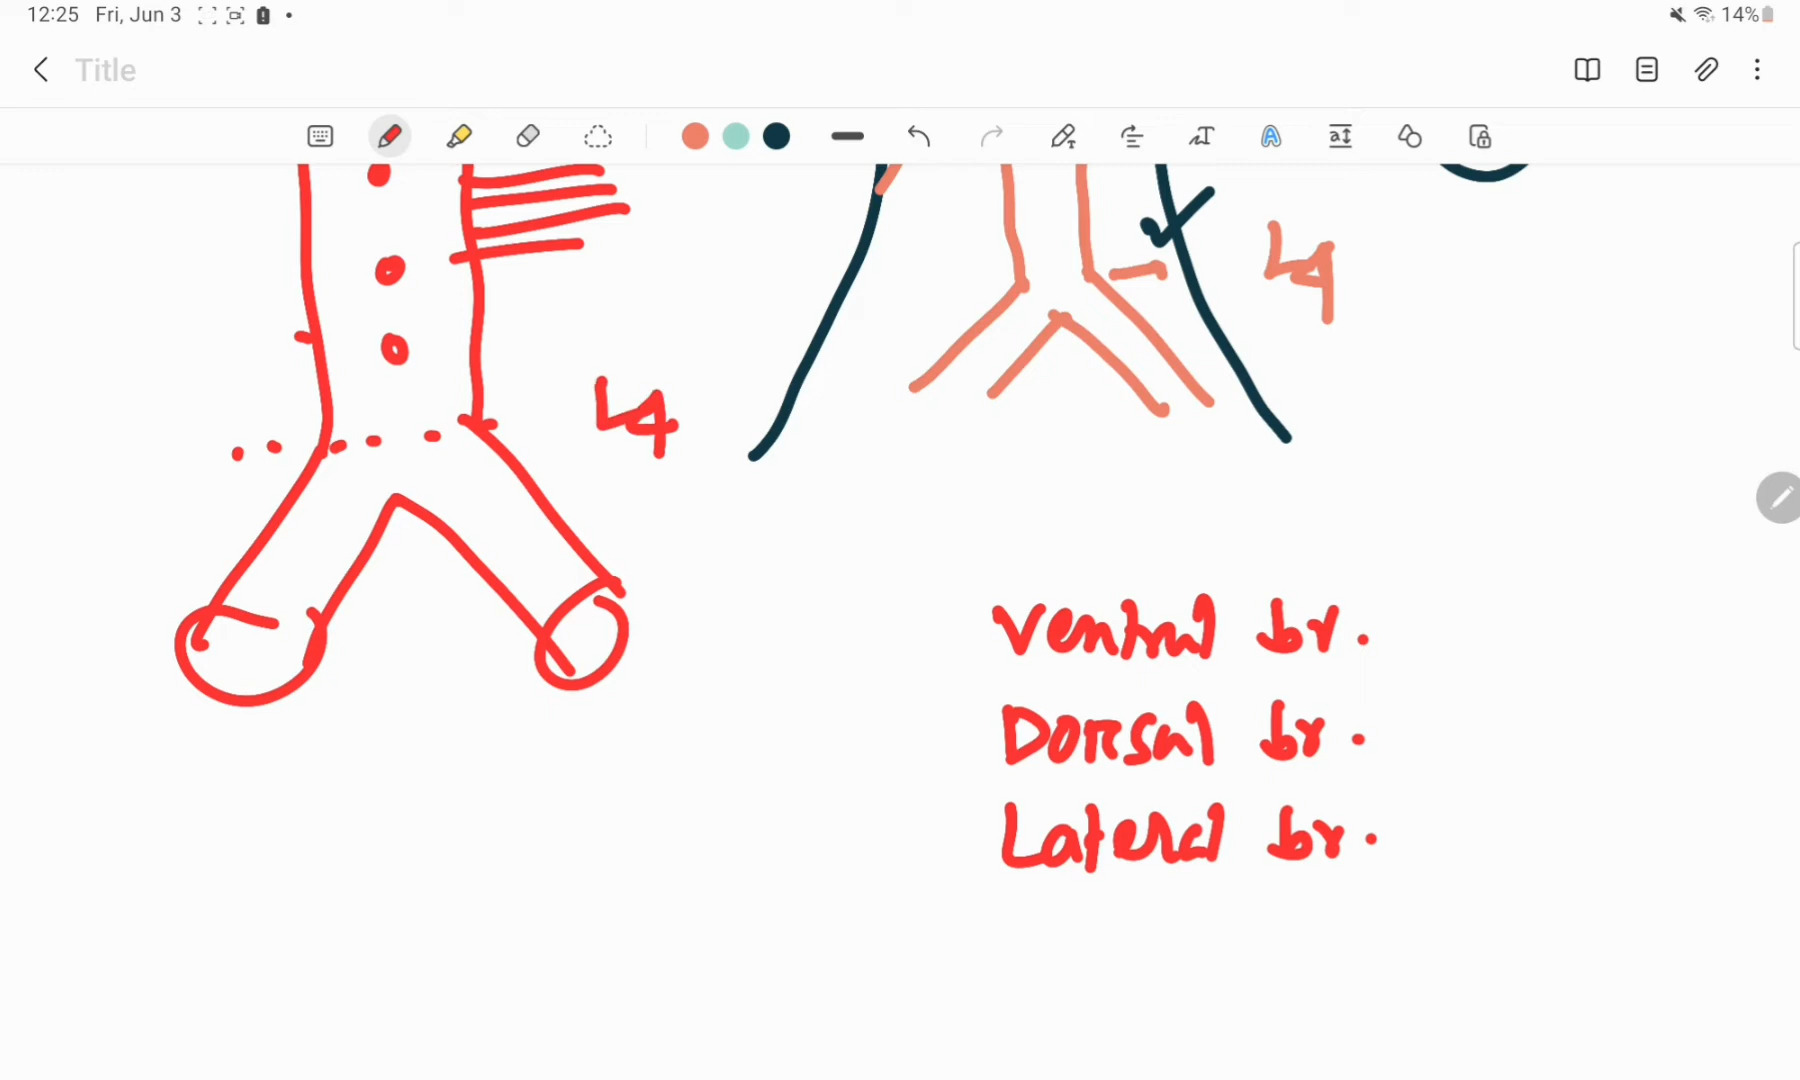 12:25 Fri, Jun 3
14%
Title
L4
L4
Ventral br.
Dorsal br.
Lateral br.